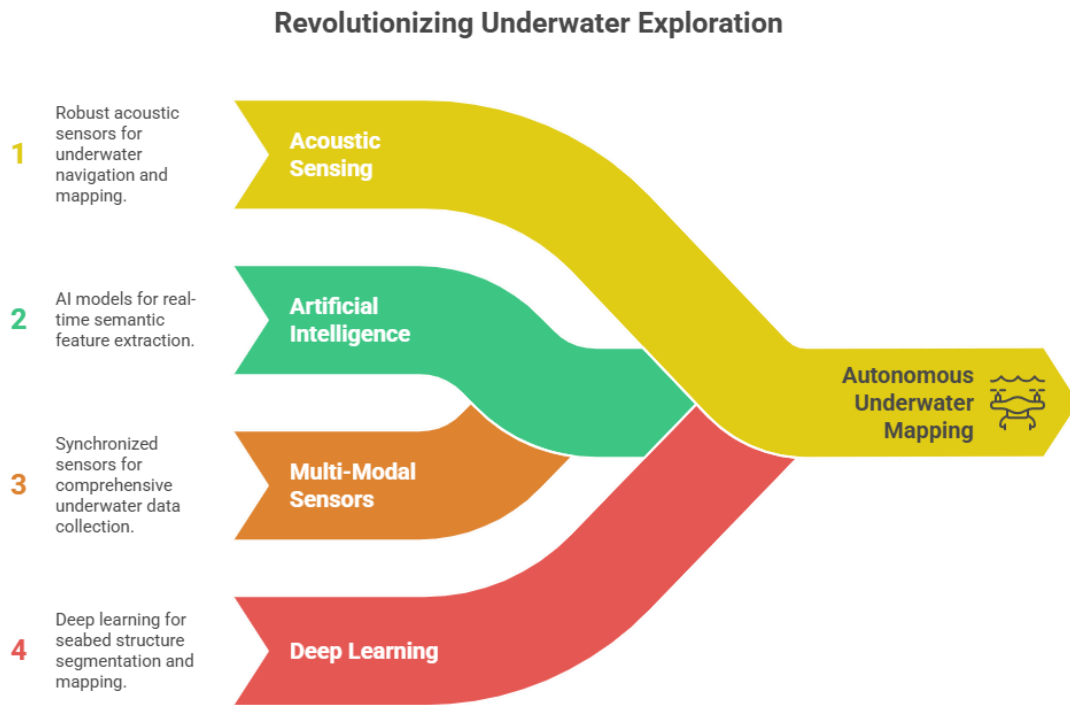 Revolutionizing Underwater Exploration
1
Robust acoustic
sensors for
underwater
navigation and
mapping.
Acoustic
Sensing
2
AI models for real-
time semantic
feature extraction.
Artificial
Intelligence
3
Synchronized
sensors for
comprehensive
underwater data
collection.
Multi-Modal
Sensors
4
Deep learning for
seabed structure
segmentation and
mapping.
Deep Learning
Autonomous
Underwater
Mapping